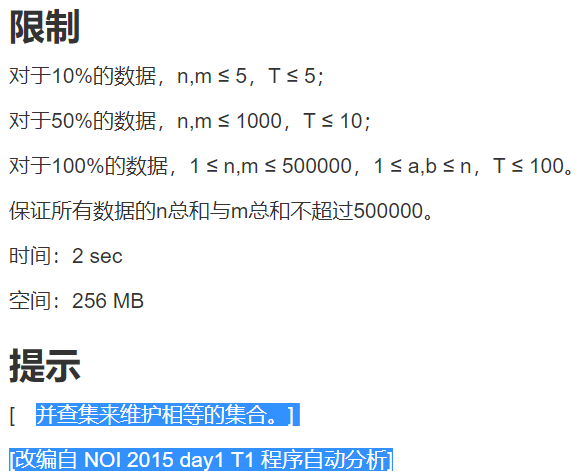 限制
对于10%的数据，n,m ≤ 5，T ≤ 5；
对于50%的数据，n,m ≤ 1000，T ≤ 10；
对于100%的数据，1 ≤ n,m ≤ 500000，1 ≤ a,b ≤ n，T ≤ 100。
保证所有数据的n总和与m总和不超过500000。
时间：2 sec
空间：256 MB
提示
[ 并查集来维护相等的集合。]
[改编自 NOI 2015 day1 T1 程序自动分析]